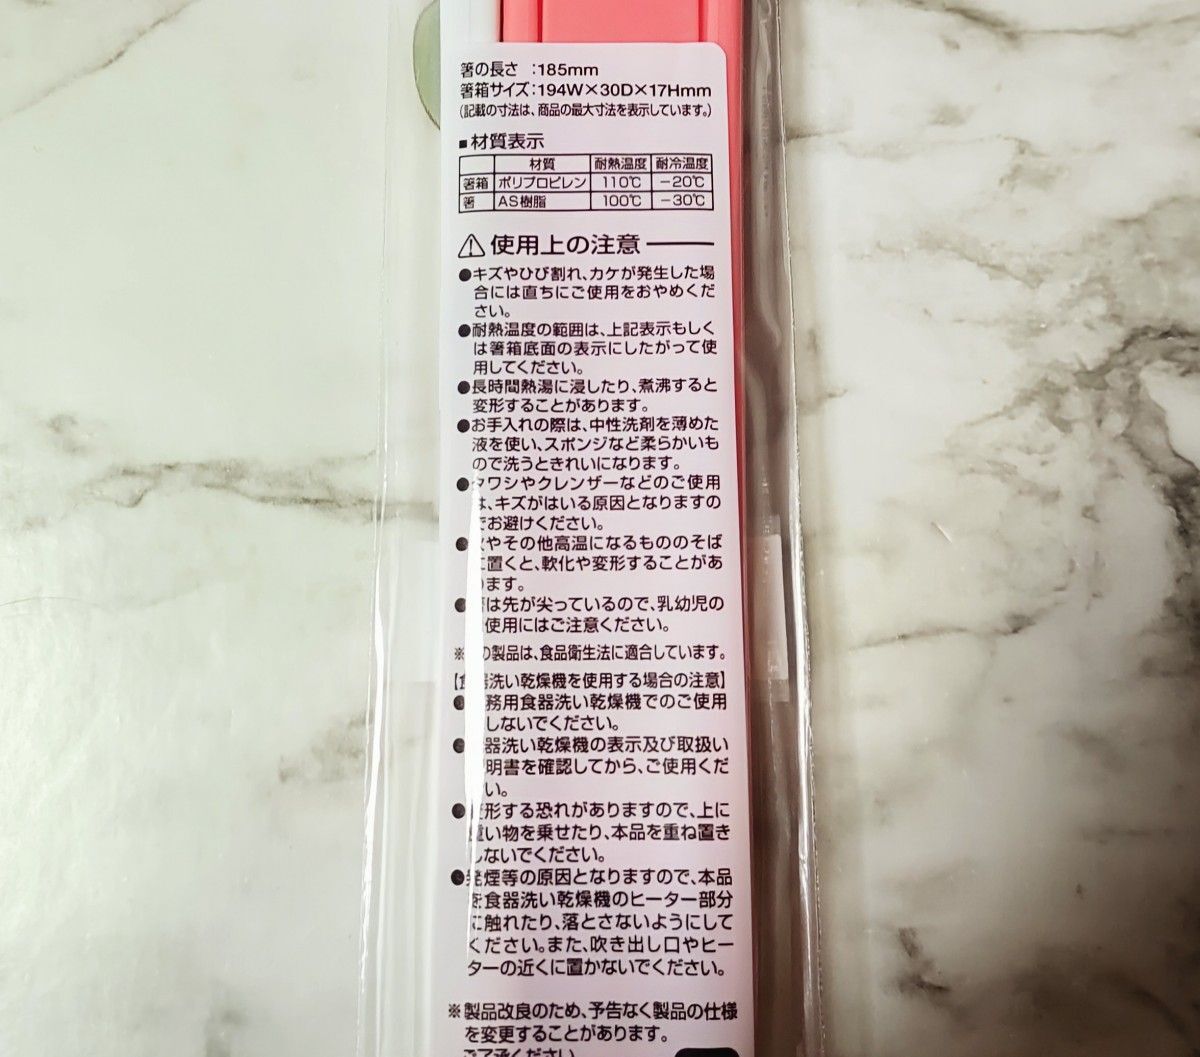 箸の長さ :185mm
箸箱サイズ:194W×30D×17Hmm
(記載の寸法は、商品の最大寸法を表示しています。)
■材質表示
材質 耐熱温度 耐冷温度
箸箱 ポリプロピレン 110℃ −20℃
箸 AS樹脂 100℃ −30℃
⚠使用上の注意
●キズやひび割れ、カケが発生した場
合には直ちにご使用をおやめくだ
さい。
●耐熱温度の範囲は、上記表示もしく
は箸箱底面の表示にしたがって使
用してください。
●長時間熱湯に浸したり、煮沸すると
変形することがあります。
●お手入れの際は、中性洗剤を薄めた
液を使い、スポンジなど柔らかいも
ので洗うときれいになります。
●タワシやクレンザーなどのご使用
は、キズがはいる原因となりますの
でお避けください。
●火やその他高温になるもののそば
に置くと、軟化や変形することがあ
ります。
●箸は先が尖っているので、乳幼児の
使用にはご注意ください。
※この製品は、食品衛生法に適合しています。
【食器洗い乾燥機を使用する場合の注意】
●務用食器洗い乾燥機でのご使用
しないでください。
●食器洗い乾燥機の表示及び取扱い
説明書を確認してから、ご使用くだ
さい。
●変形する恐れがありますので、上に
重い物を乗せたり、本品を重ね置き
しないでください。
●発煙等の原因となりますので、本品
を食器洗い乾燥機のヒーター部分
に触れたり、落とさないようにして
ください。また、吹き出し口やヒー
ターの近くに置かないでください。
※製品改良のため、予告なく製品の仕様
を変更することがあります。
ご了承ください。